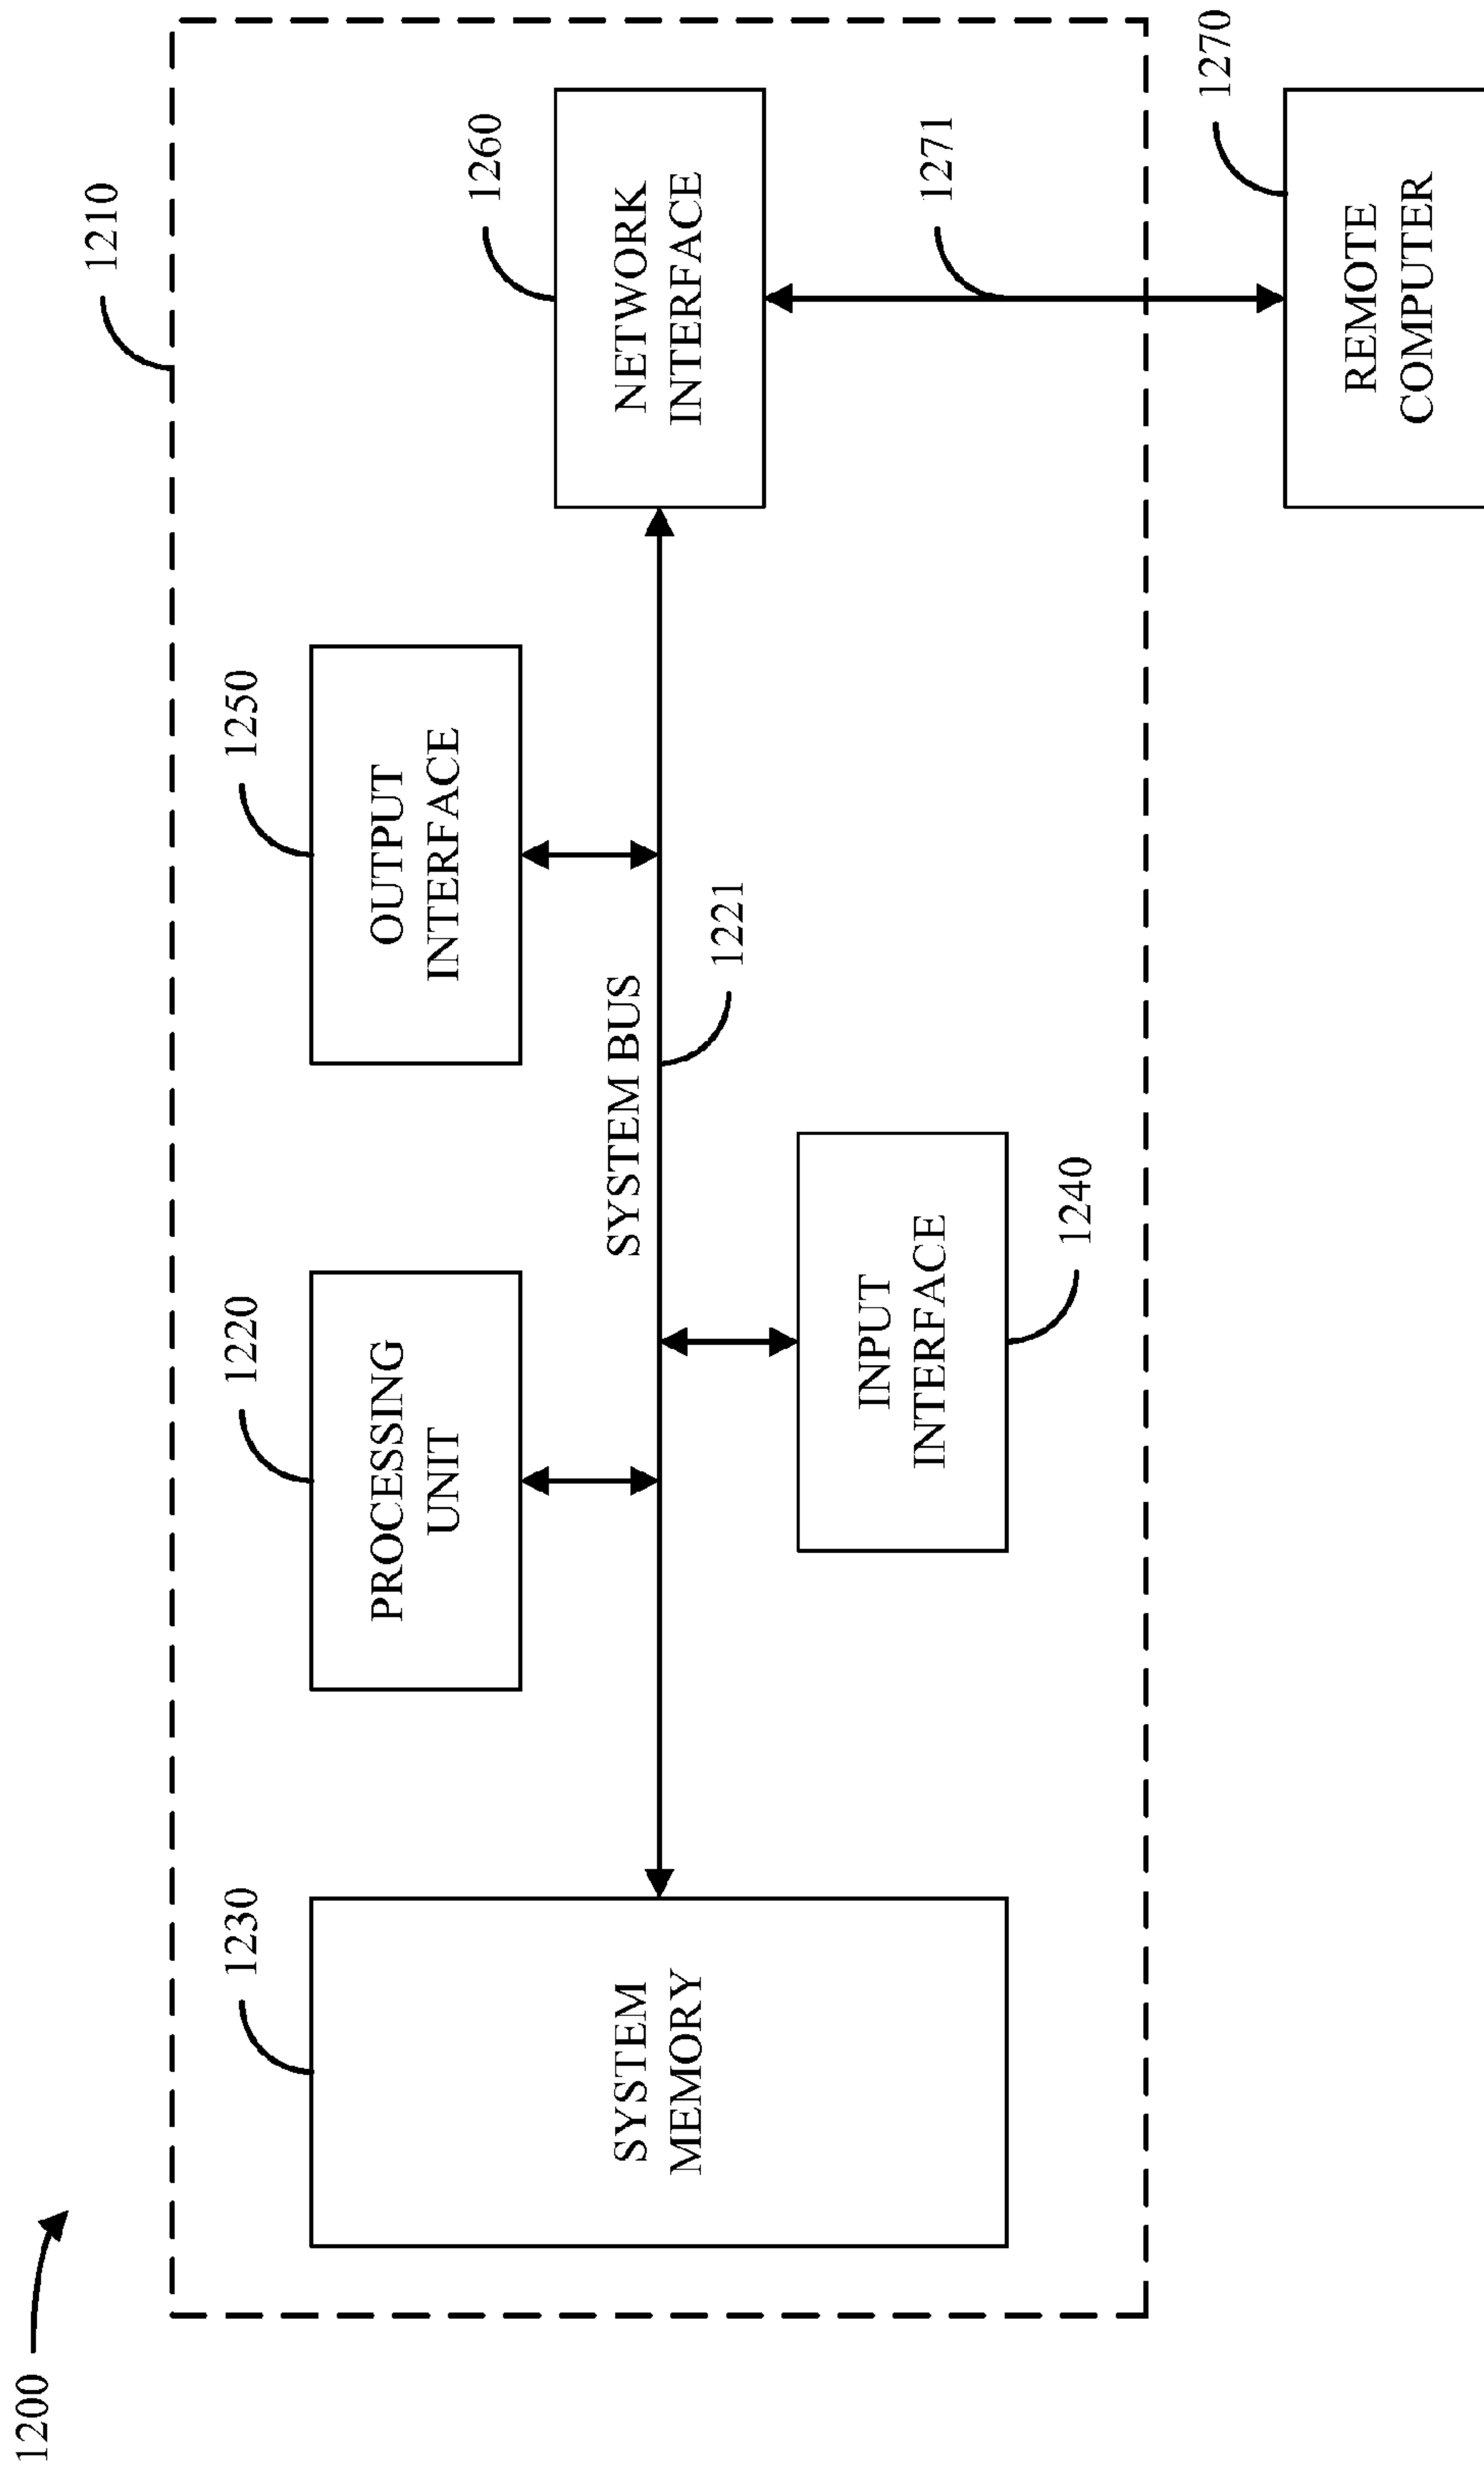 1200
1210
1230
1220
1250
1260
SYSTEM
MEMORY
PROCESSING
UNIT
OUTPUT
INTERFACE
NETWORK
INTERFACE
SYSTEM BUS
1221
INPUT
INTERFACE
1240
1271
1270
REMOTE
COMPUTER